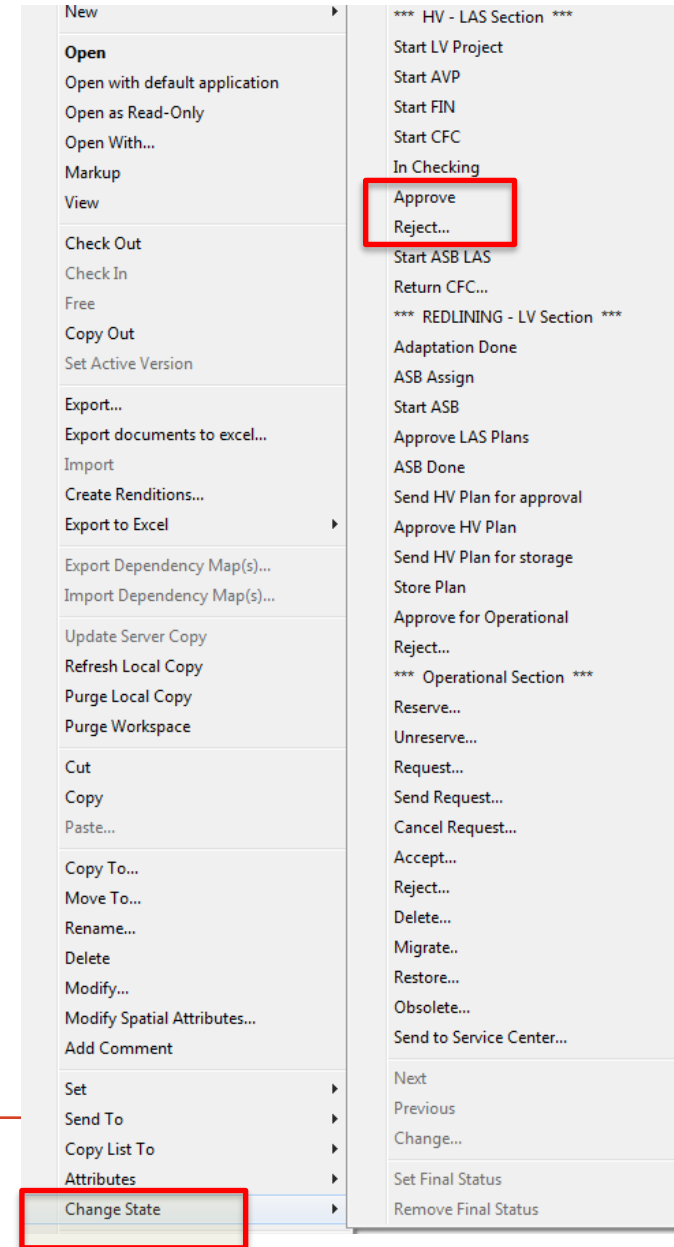 New
Open
Open with default application
Open as Read-Only
Open With...
Markup
View
Check Out
Check In
Free
Copy Out
Set Active Version
Export...
Export documents to excel...
Import
Create Renditions...
Export to Excel
Export Dependency Map(s)...
Import Dependency Map(s)...
Update Server Copy
Refresh Local Copy
Purge Local Copy
Purge Workspace
Cut
Copy
Paste...
Copy To...
Move To...
Rename...
Delete
Modify...
Modify Spatial Attributes...
Add Comment
Set
Send To
Copy List To
Attributes
Change State
*** HV - LAS Section ***
Start LV Project
Start AVP
Start FIN
Start CFC
In Checking
Approve
Reject...
Start ASB LAS
Return CFC...
*** REDLINING - LV Section ***
Adaptation Done
ASB Assign
Start ASB
Approve LAS Plans
ASB Done
Send HV Plan for approval
Approve HV Plan
Send HV Plan for storage
Store Plan
Approve for Operational
Reject...
*** Operational Section ***
Reserve...
Unreserve...
Request...
Send Request...
Cancel Request...
Accept...
Reject...
Delete...
Migrate..
Restore...
Obsolete...
Send to Service Center...
Next
Previous
Change...
Set Final Status
Remove Final Status